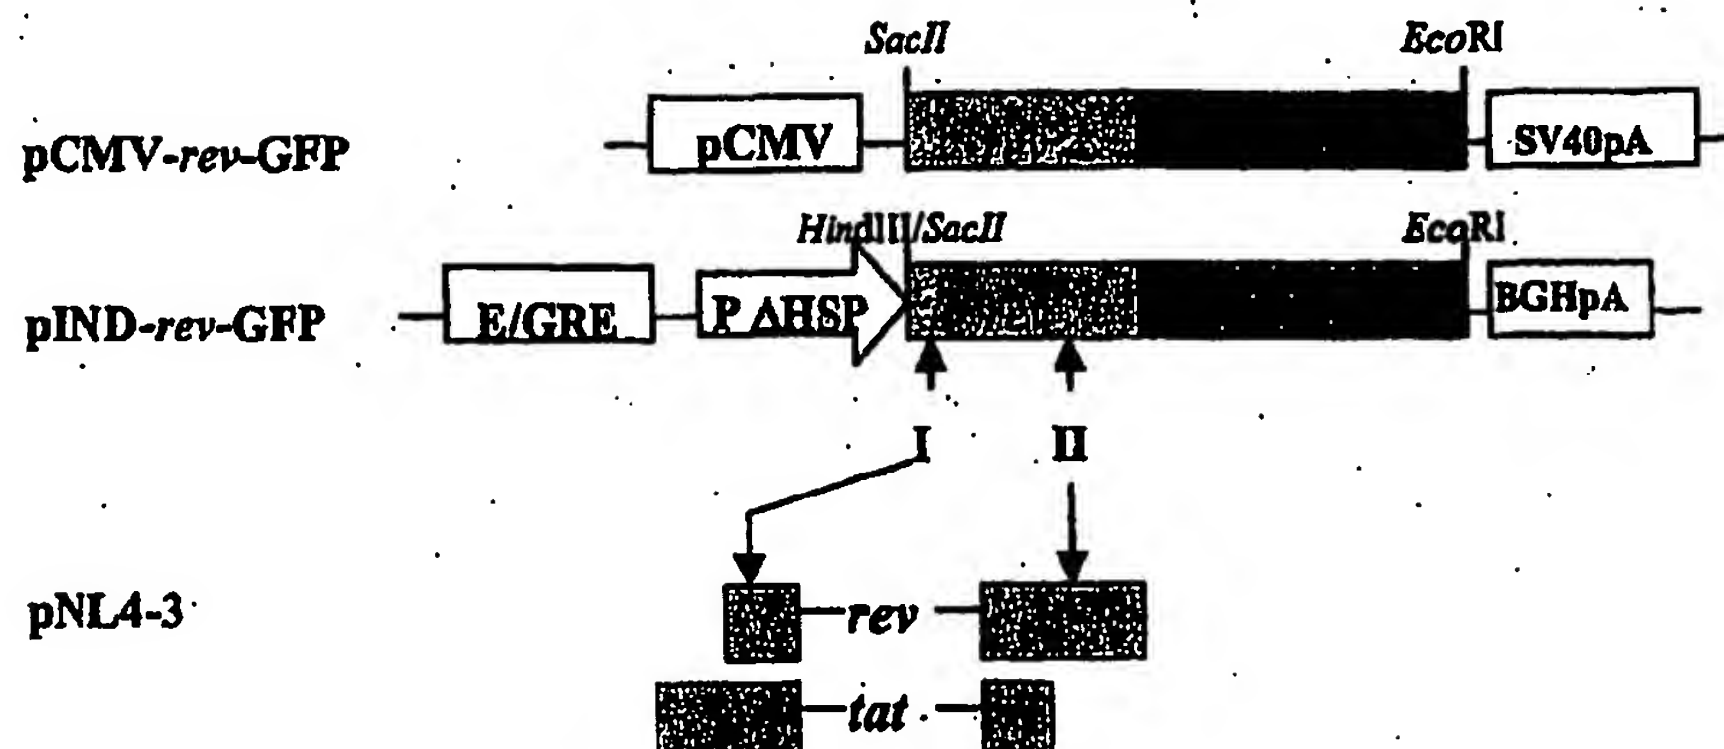 SacII EcoRI
pCMV-rev-GFP pCMV SV40pA
HindIII/SacII EcoRI
pIND-rev-GFP E/GRE P ΔHSP BGHpA
I II
pNL4-3 rev
tat